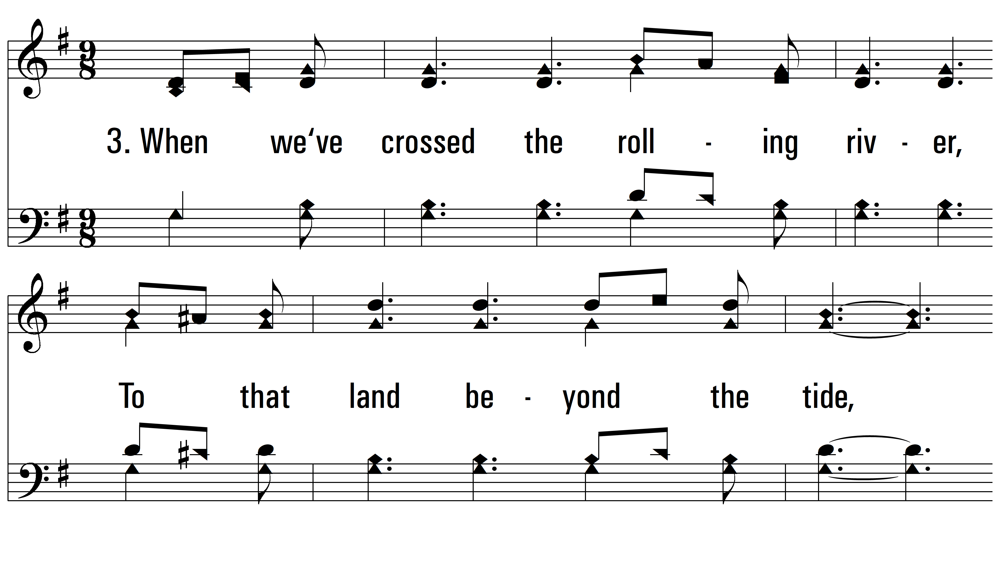 3. When we‘ve crossed the roll - ing riv - er,
To that land be - yond the tide,